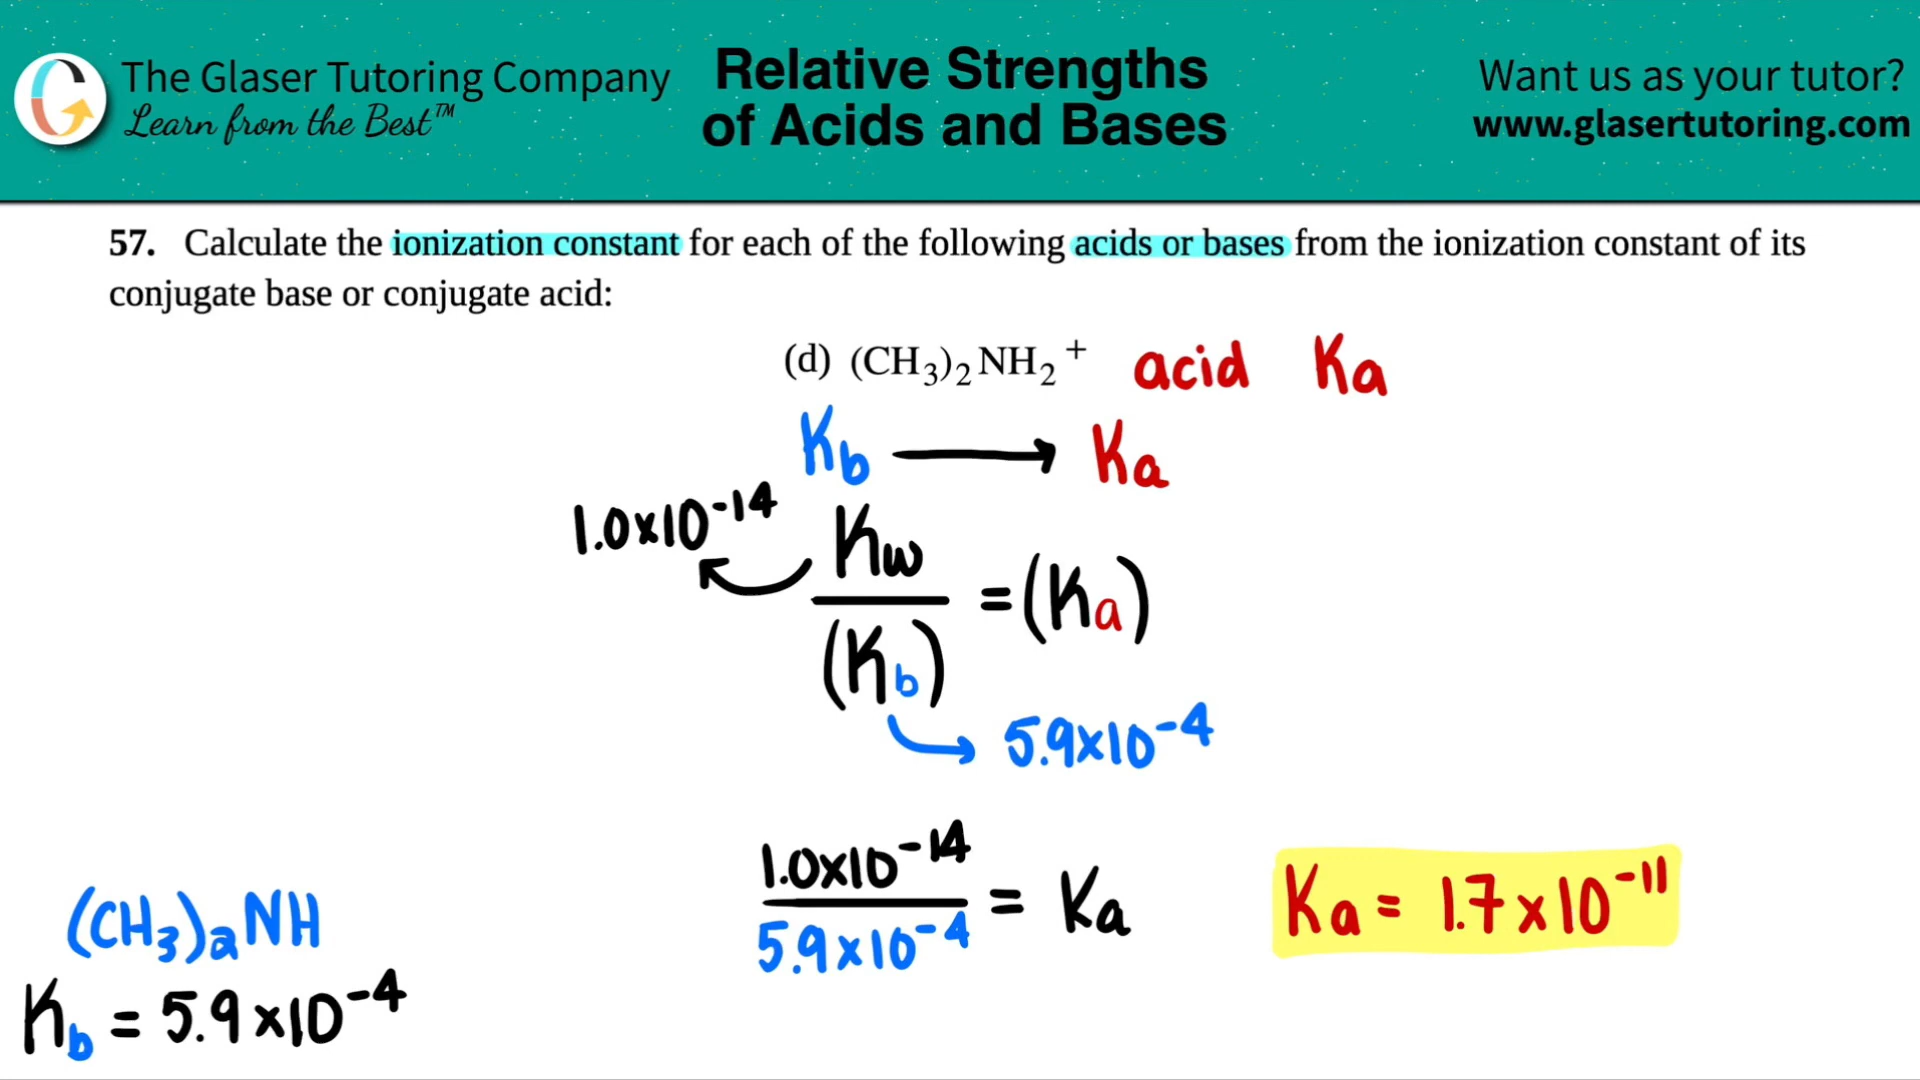 The Glaser Tutoring Company
Learn from the Best™
Relative Strengths
of Acids and Bases
Want us as your tutor?
www.glasertutoring.com
57. Calculate the ionization constant for each of the following acids or bases from the ionization constant of its
conjugate base or conjugate acid:
(d) (CH₃)₂NH₂⁺ acid Ka
Kb → Ka
1.0x10⁻¹⁴
Kw
= (Ka)
(Kb)
5.9x10⁻⁴
1.0x10⁻¹⁴
= Ka
5.9x10⁻⁴
Ka = 1.7x10⁻¹¹
(CH₃)₂NH
Kb = 5.9x10⁻⁴